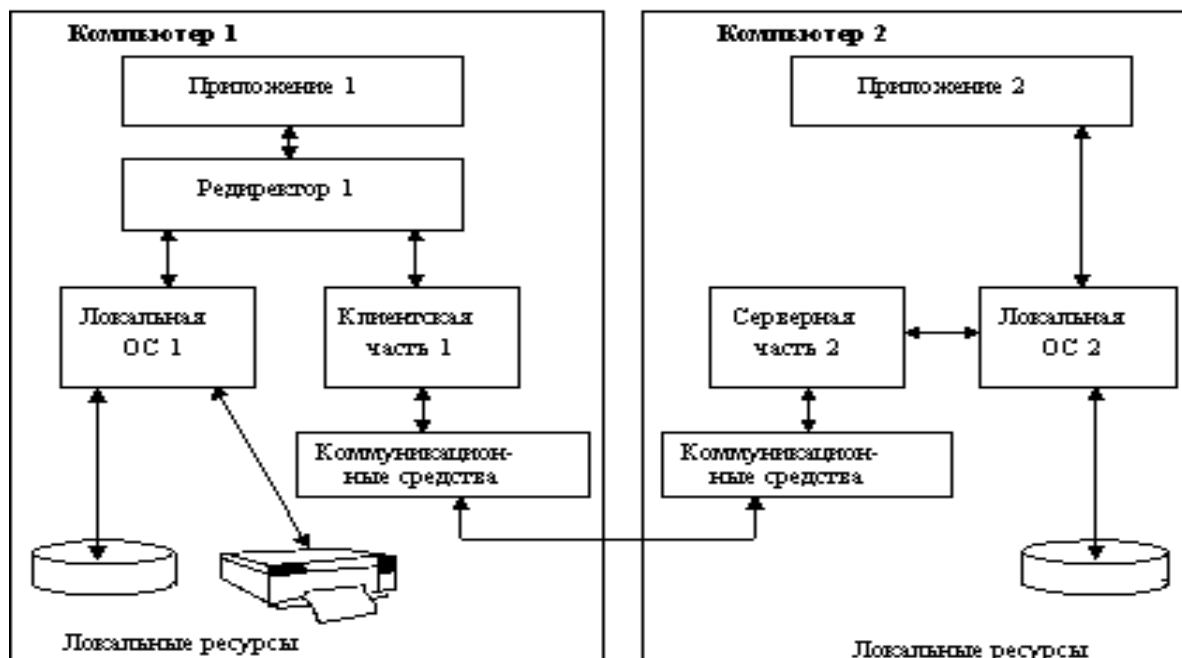 Компьютер 1
Приложение 1
Редиректор 1
Локальная
ОС 1
Клиентская
часть 1
Коммуникацион-
ные средства
Локальные ресурсы
Компьютер 2
Приложение 2
Серверная
часть 2
Локальная
ОС 2
Коммуникацион-
ные средства
Локальные ресурсы